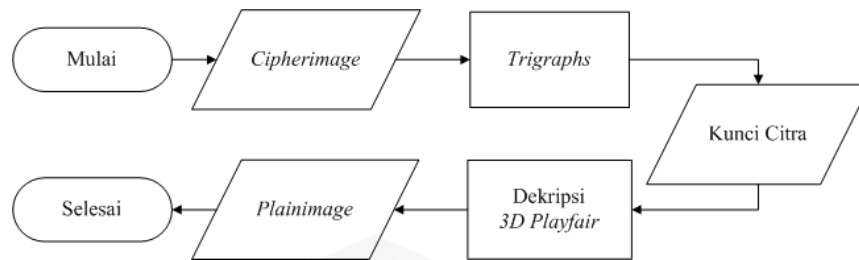 Mulai
Cipherimage
Trigraphs
Kunci Citra
Dekripsi
3D Playfair
Plainimage
Selesai